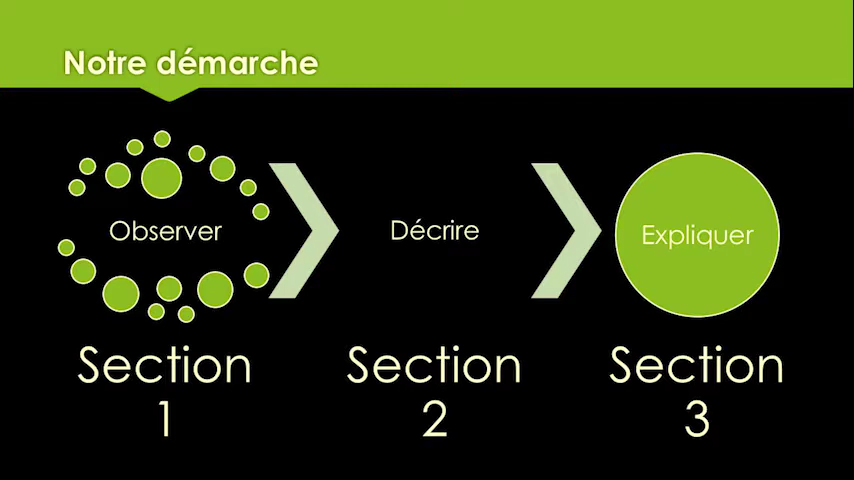 Notre démarche
Observer
Décrire
Expliquer
Section
1
Section
2
Section
3